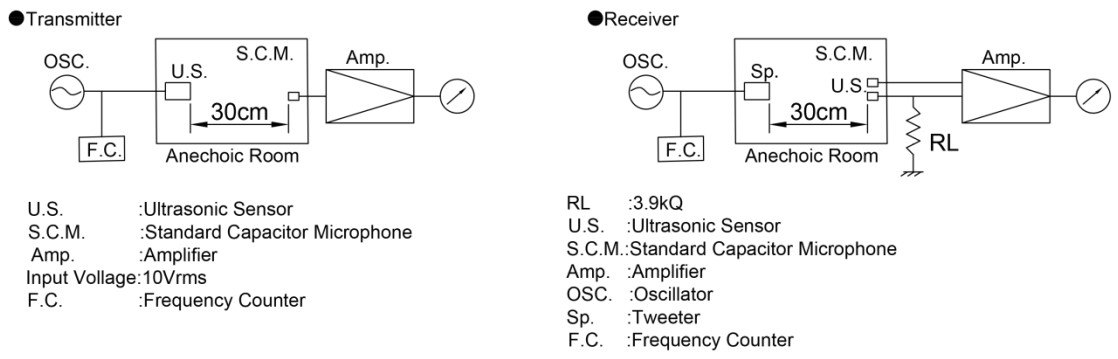 ●Transmitter
OSC.
U.S.
S.C.M.
Amp.
30cm
F.C.
Anechoic Room
U.S. :Ultrasonic Sensor
S.C.M. :Standard Capacitor Microphone
Amp. :Amplifier
Input Vollage:10Vrms
F.C. :Frequency Counter
●Receiver
OSC.
Sp.
S.C.M.
U.S.
Amp.
30cm
RL
F.C.
Anechoic Room
RL :3.9kQ
U.S. :Ultrasonic Sensor
S.C.M.:Standard Capacitor Microphone
Amp. :Amplifier
OSC. :Oscillator
Sp. :Tweeter
F.C. :Frequency Counter